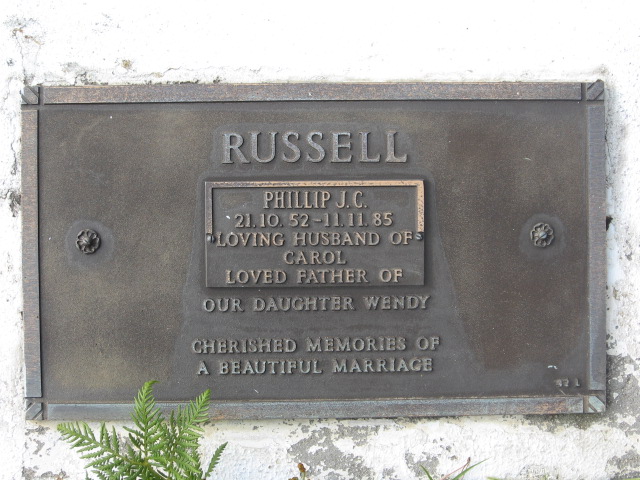 RUSSELL
PHILLIP J.C.
21.10.52-11.11.85
LOVING HUSBAND OF
CAROL
LOVED FATHER OF
OUR DAUGHTER WENDY
CHERISHED MEMORIES OF
A BEAUTIFUL MARRIAGE